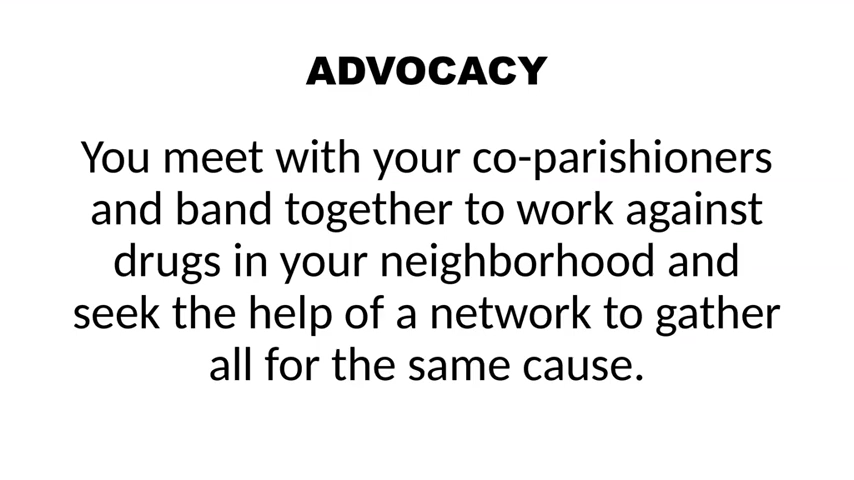 ADVOCACY
You meet with your co-parishioners
and band together to work against
drugs in your neighborhood and
seek the help of a network to gather
all for the same cause.